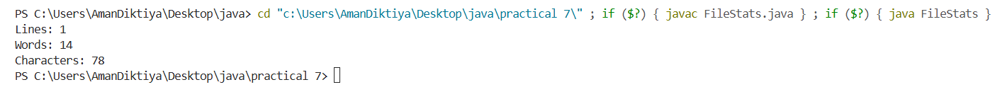 PS C:\Users\AmanDiktiya\Desktop\java> cd "c:\Users\AmanDiktiya\Desktop\java\practical 7\" ; if ($?) { javac FileStats.java } ; if ($?) { java FileStats }
Lines: 1
Words: 14
Characters: 78
PS C:\Users\AmanDiktiya\Desktop\java\practical 7>